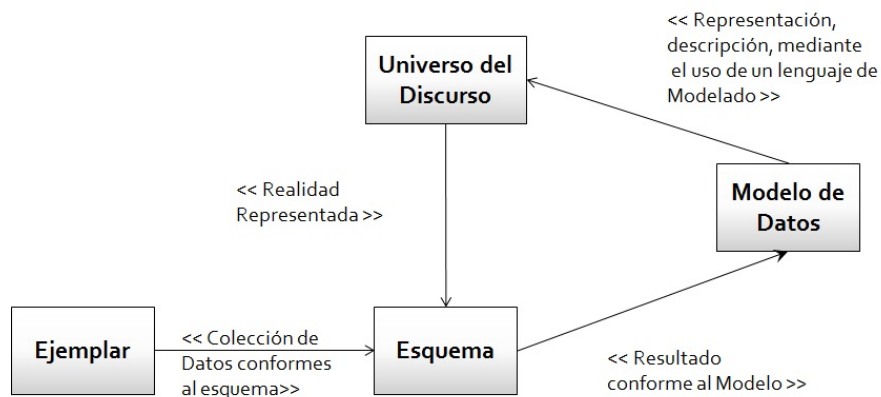 << Representación,
descripción, mediante
el uso de un lenguaje de
Modelado >>
Universo del
Discurso
Modelo de
Datos
<< Realidad
Representada >>
Ejemplar
<< Colección de
Datos conformes
al esquema>>
Esquema
<< Resultado
conforme al Modelo >>